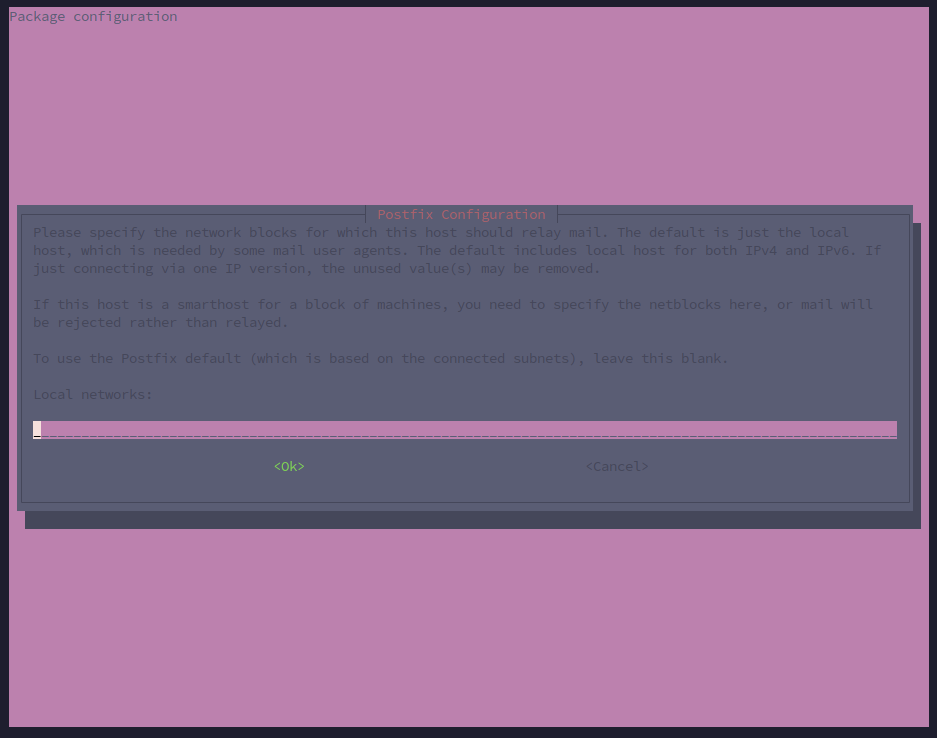 Package configuration
Postfix Configuration
Please specify the network blocks for which this host should relay mail. The default is just the local
host, which is needed by some mail user agents. The default includes local host for both IPv4 and IPv6. If
just connecting via one IP version, the unused value(s) may be removed.
If this host is a smarthost for a block of machines, you need to specify the netblocks here, or mail will
be rejected rather than relayed.
To use the Postfix default (which is based on the connected subnets), leave this blank.
Local networks:
<Ok> <Cancel>